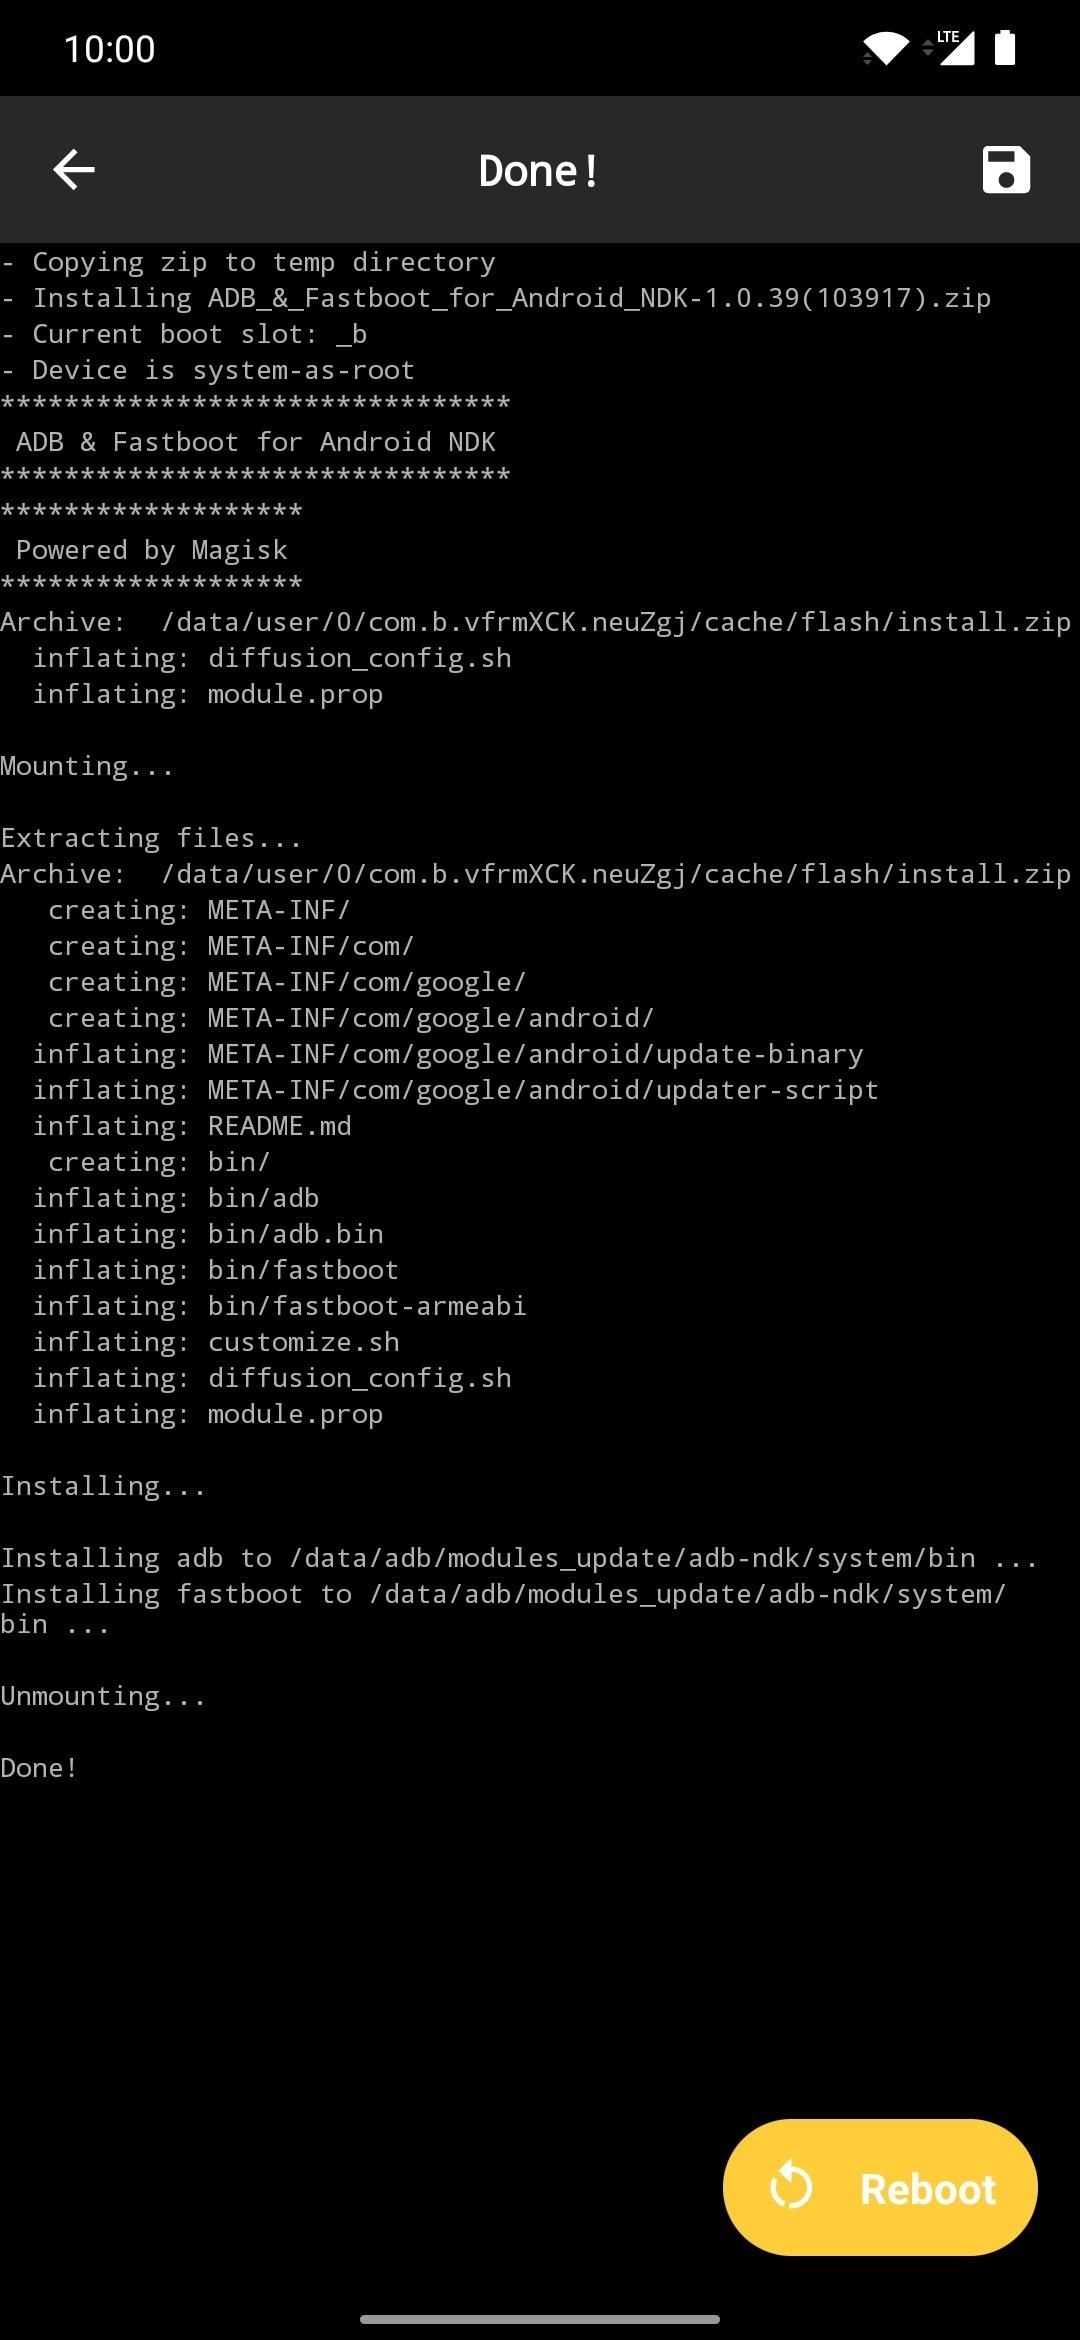 10:00
LTE
Done!
- Copying zip to temp directory
- Installing ADB_&_Fastboot_for_Android_NDK-1.0.39(103917).zip
- Current boot slot: _b
- Device is system-as-root
********************************
 ADB & Fastboot for Android NDK
********************************
*******************
 Powered by Magisk
*******************
Archive:  /data/user/0/com.b.vfrmXCK.neuZgj/cache/flash/install.zip
  inflating: diffusion_config.sh
  inflating: module.prop
Mounting...
Extracting files...
Archive:  /data/user/0/com.b.vfrmXCK.neuZgj/cache/flash/install.zip
   creating: META-INF/
   creating: META-INF/com/
   creating: META-INF/com/google/
   creating: META-INF/com/google/android/
  inflating: META-INF/com/google/android/update-binary
  inflating: META-INF/com/google/android/updater-script
  inflating: README.md
   creating: bin/
  inflating: bin/adb
  inflating: bin/adb.bin
  inflating: bin/fastboot
  inflating: bin/fastboot-armeabi
  inflating: customize.sh
  inflating: diffusion_config.sh
  inflating: module.prop
Installing...
Installing adb to /data/adb/modules_update/adb-ndk/system/bin ...
Installing fastboot to /data/adb/modules_update/adb-ndk/system/
bin ...
Unmounting...
Done!
Reboot